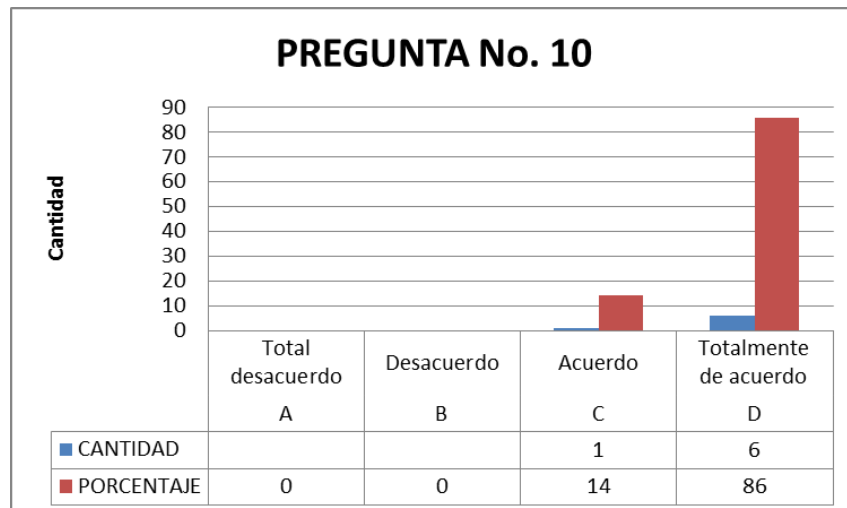 PREGUNTA No. 10
Cantidad
90
80
70
60
50
40
30
20
10
0
Total desacuerdo Desacuerdo Acuerdo Totalmente de acuerdo
A B C D
CANTIDAD 1 6
PORCENTAJE 0 0 14 86